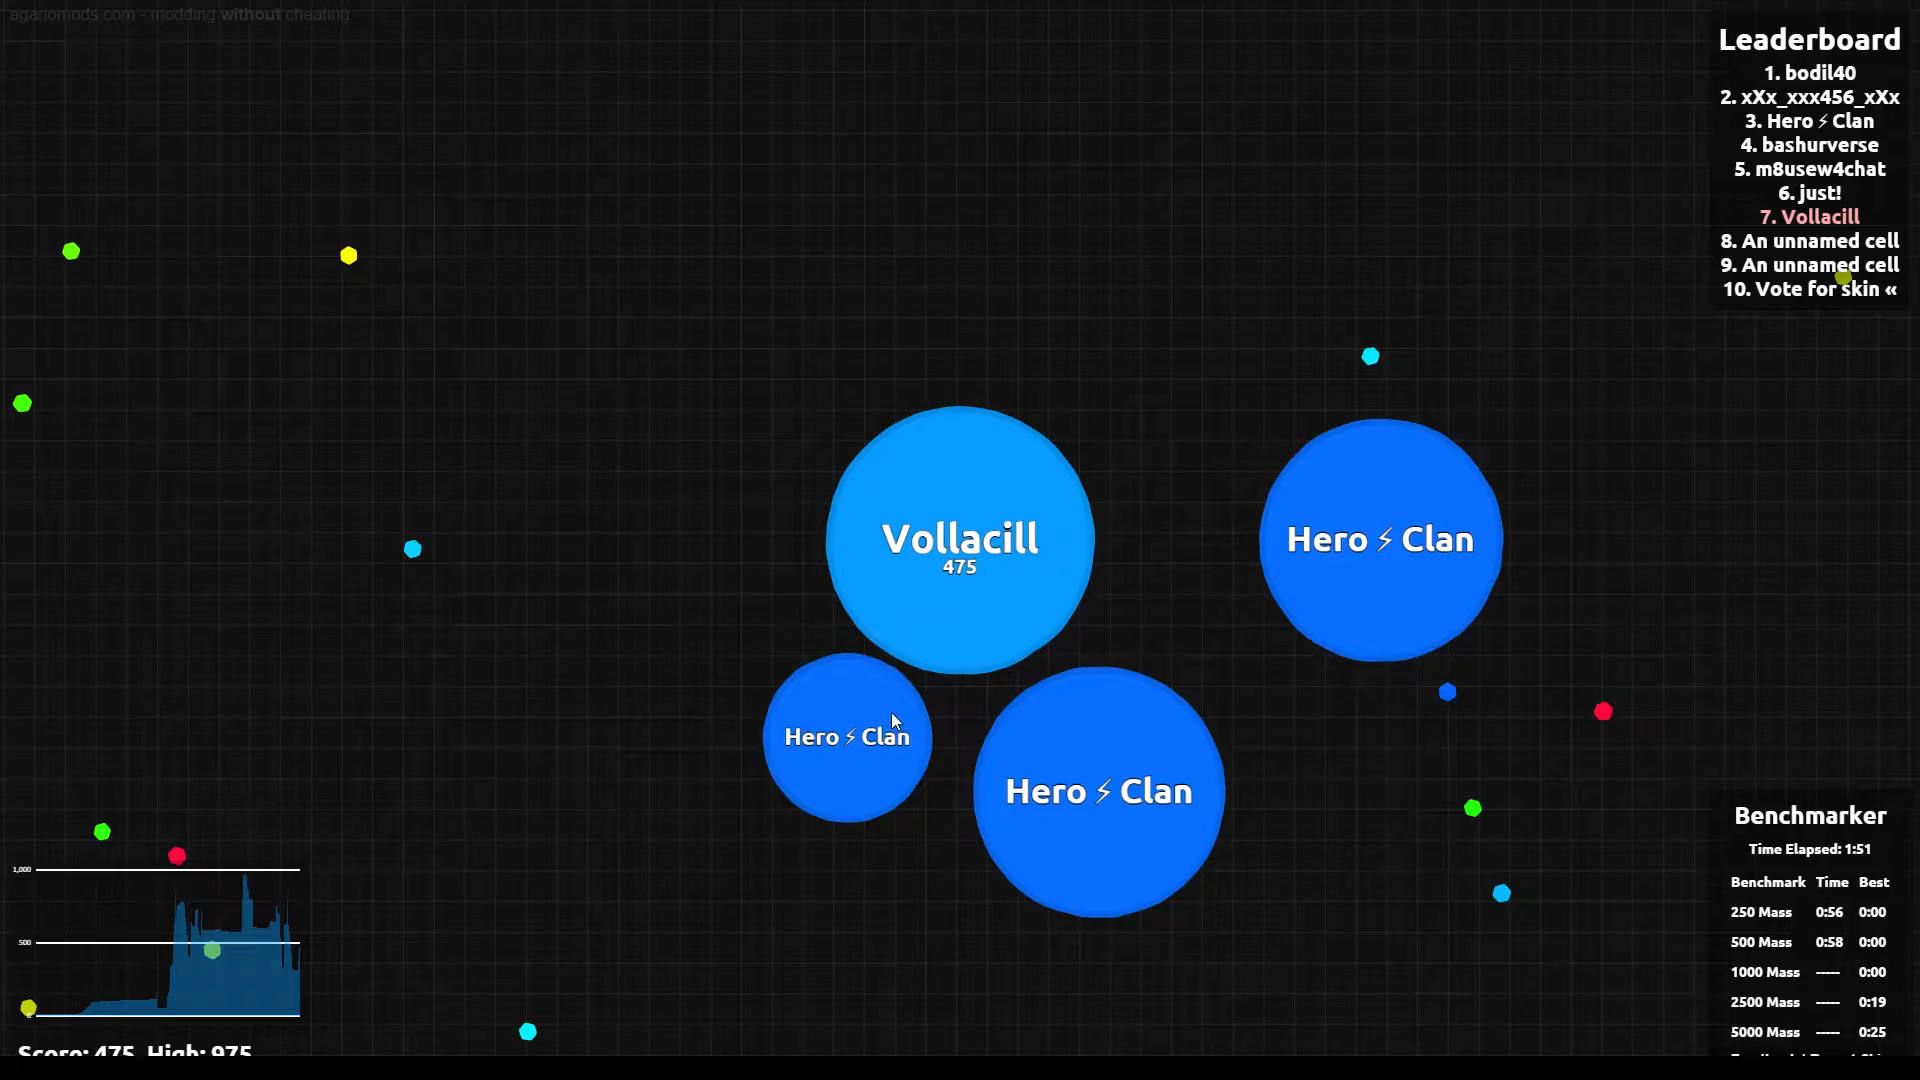 agariomods.com - modding without cheating
Leaderboard
1. bodil40
2. xXx_xxx456_xXx
3. Hero⚡Clan
4. bashurverse
5. m8usew4chat
6. just!
7. Vollacill
8. An unnamed cell
9. An unnamed cell
10. Vote for skin «
Vollacill
475
Hero⚡Clan
Hero⚡Clan
Hero⚡Clan
Benchmarker
Time Elapsed: 1:51
Benchmark Time Best
250 Mass 0:56 0:00
500 Mass 0:58 0:00
1000 Mass ----- 0:00
2500 Mass ----- 0:19
5000 Mass ----- 0:25
1,000
500
0
Score: 475 High: 975